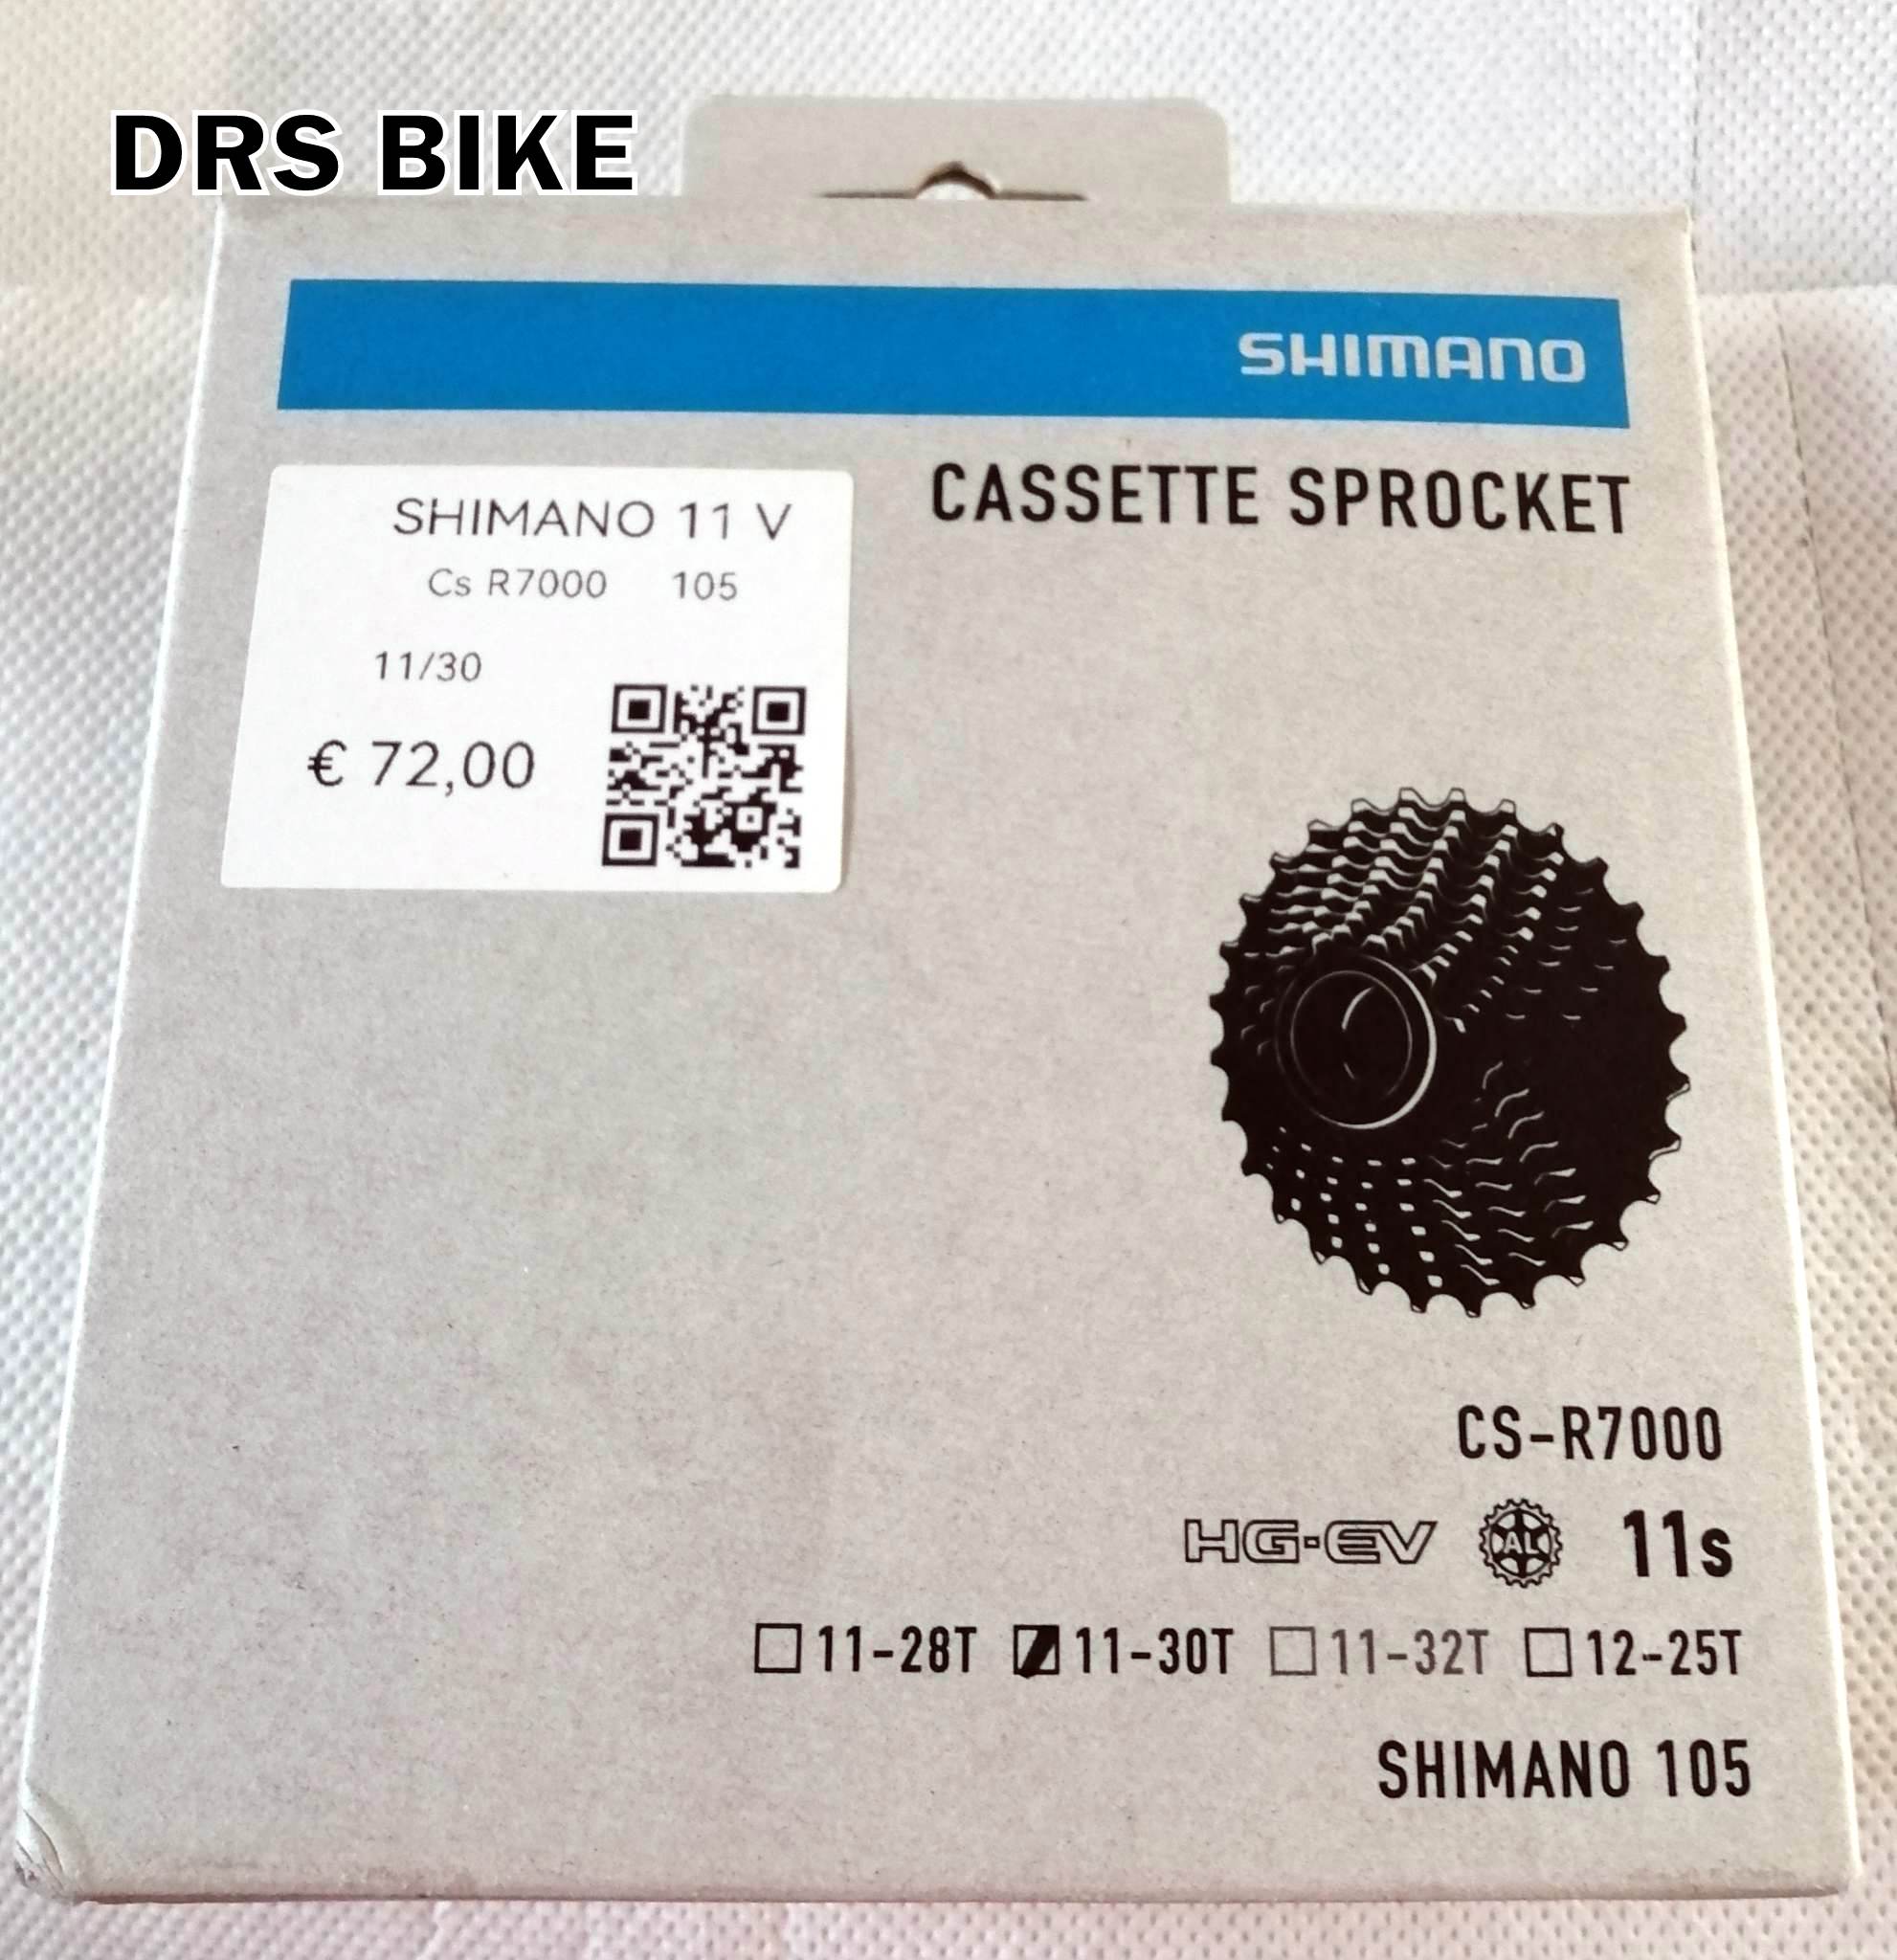 DRS BIKE
SHIMANO
CASSETTE SPROCKET
SHIMANO 11 V
Cs R7000 105
11/30
€ 72,00
CS-R7000
HG-EV AL 11s
11-28T 11-30T 11-32T 12-25T
SHIMANO 105